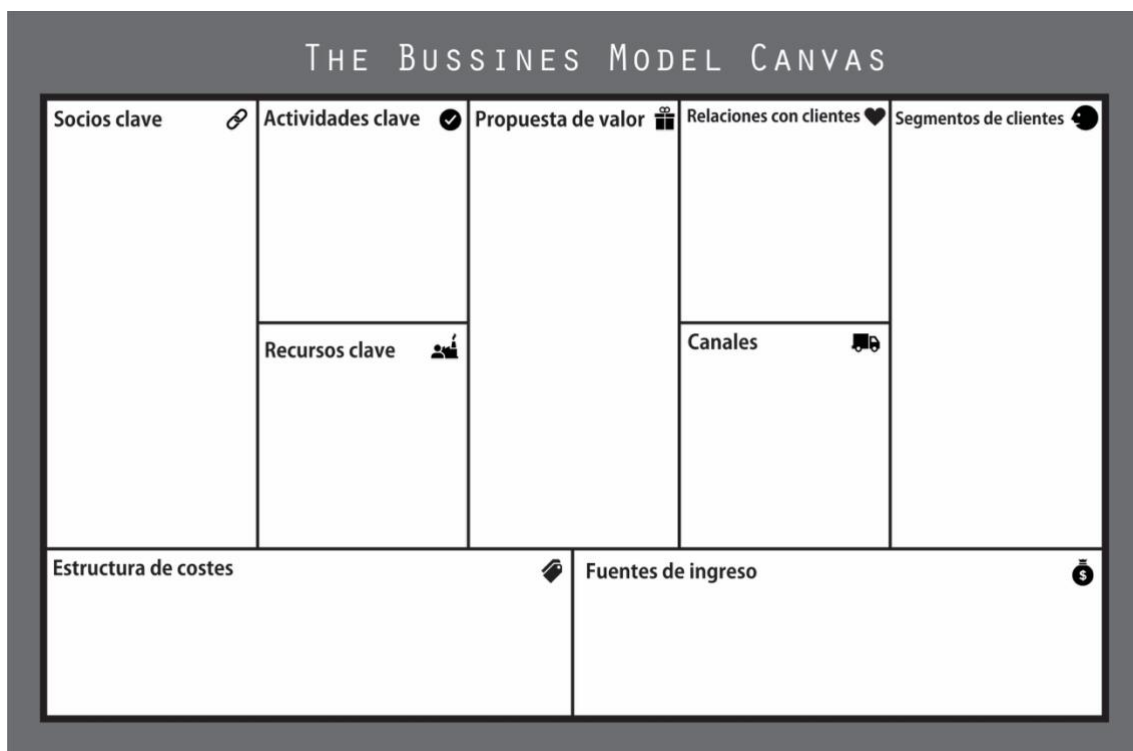 THE BUSSINES MODEL CANVAS
Socios clave
Actividades clave
Propuesta de valor
Relaciones con clientes
Segmentos de clientes
Recursos clave
Canales
Estructura de costes
Fuentes de ingreso
$